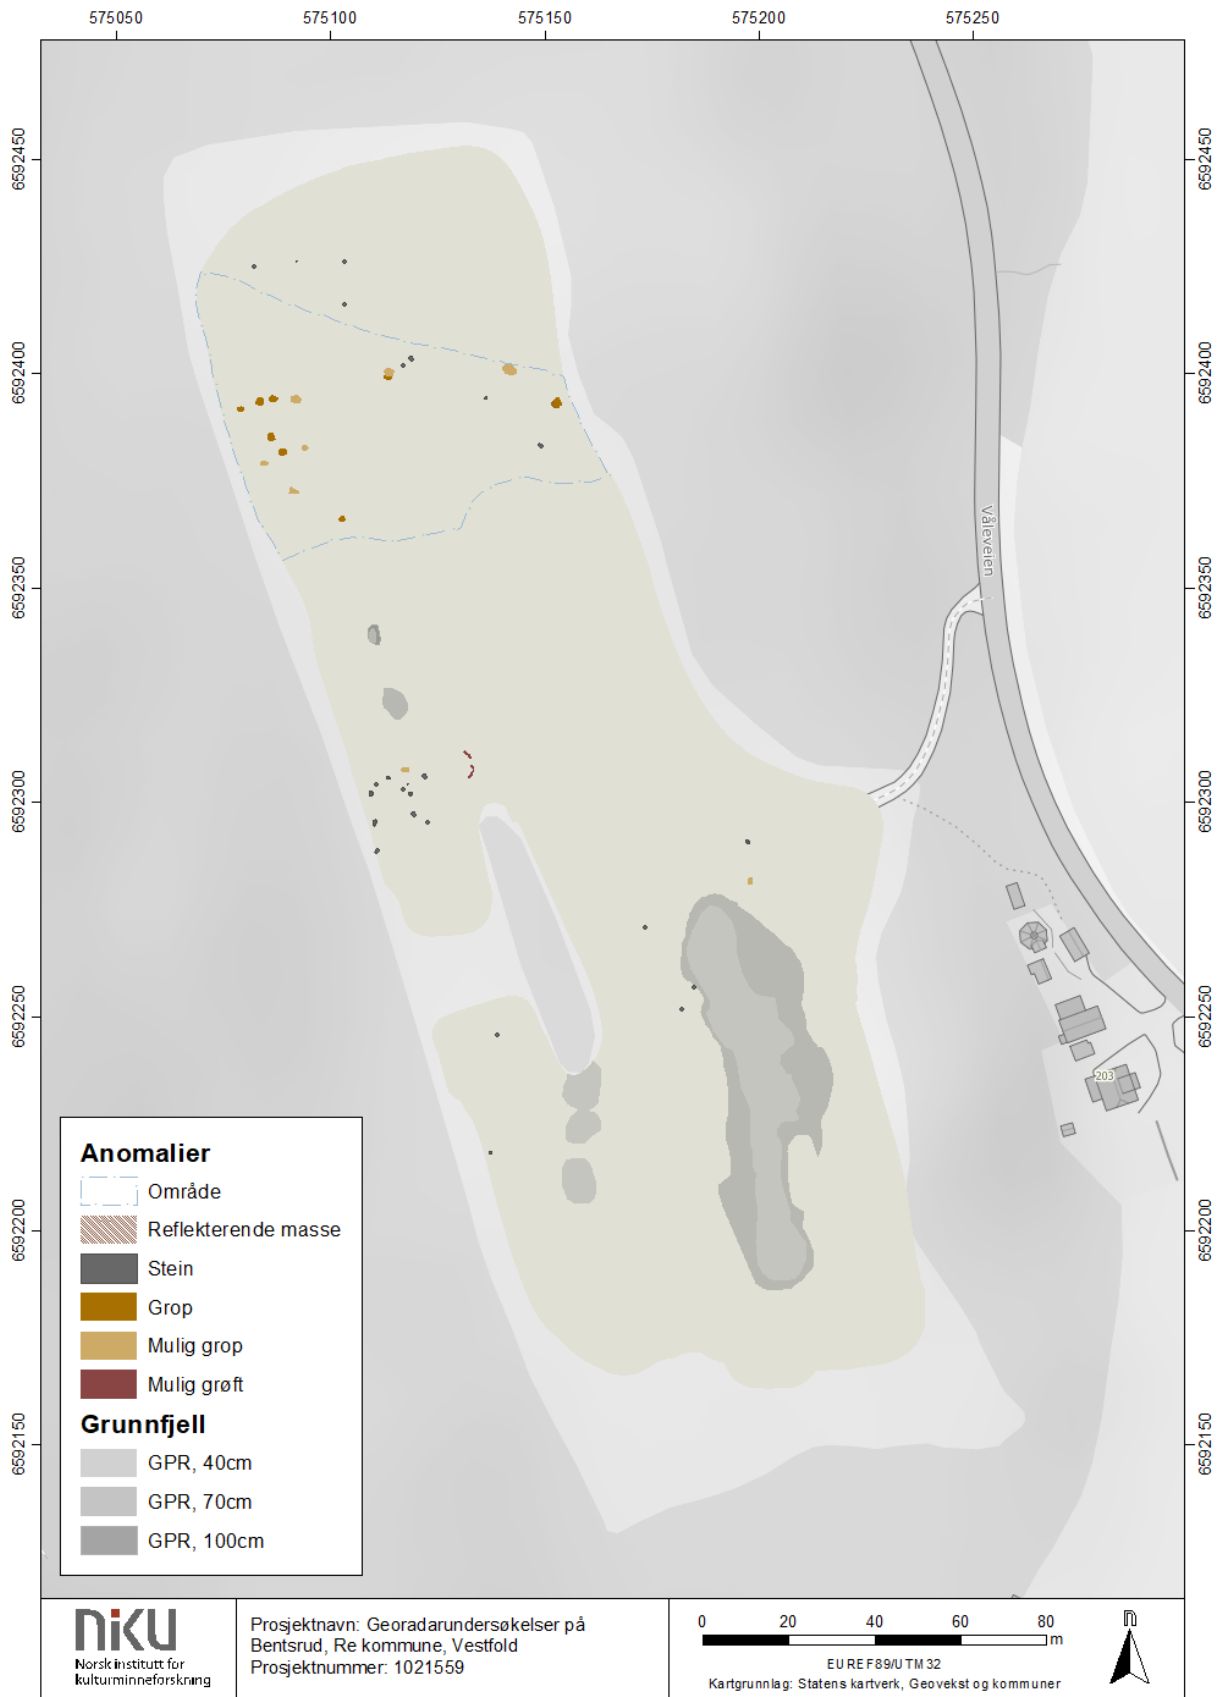 575050 575100 575150 575200 575250
6592450 6592450
6592400 6592400
6592350 6592350
6592300 6592300
6592250 6592250
6592200 6592200
6592150 6592150
Våleveien
203
Anomalier
Område
Reflekterende masse
Stein
Grop
Mulig grop
Mulig grøft
Grunnfjell
GPR, 40cm
GPR, 70cm
GPR, 100cm
niku
Norsk institutt for
kulturminneforskning
Prosjektnavn: Georadarundersøkelser på
Bentsrud, Re kommune, Vestfold
Prosjektnummer: 1021559
0 20 40 60 80
m
EUREF89/UTM32
Kartgrunnlag: Statens kartverk, Geovekst og kommuner
n